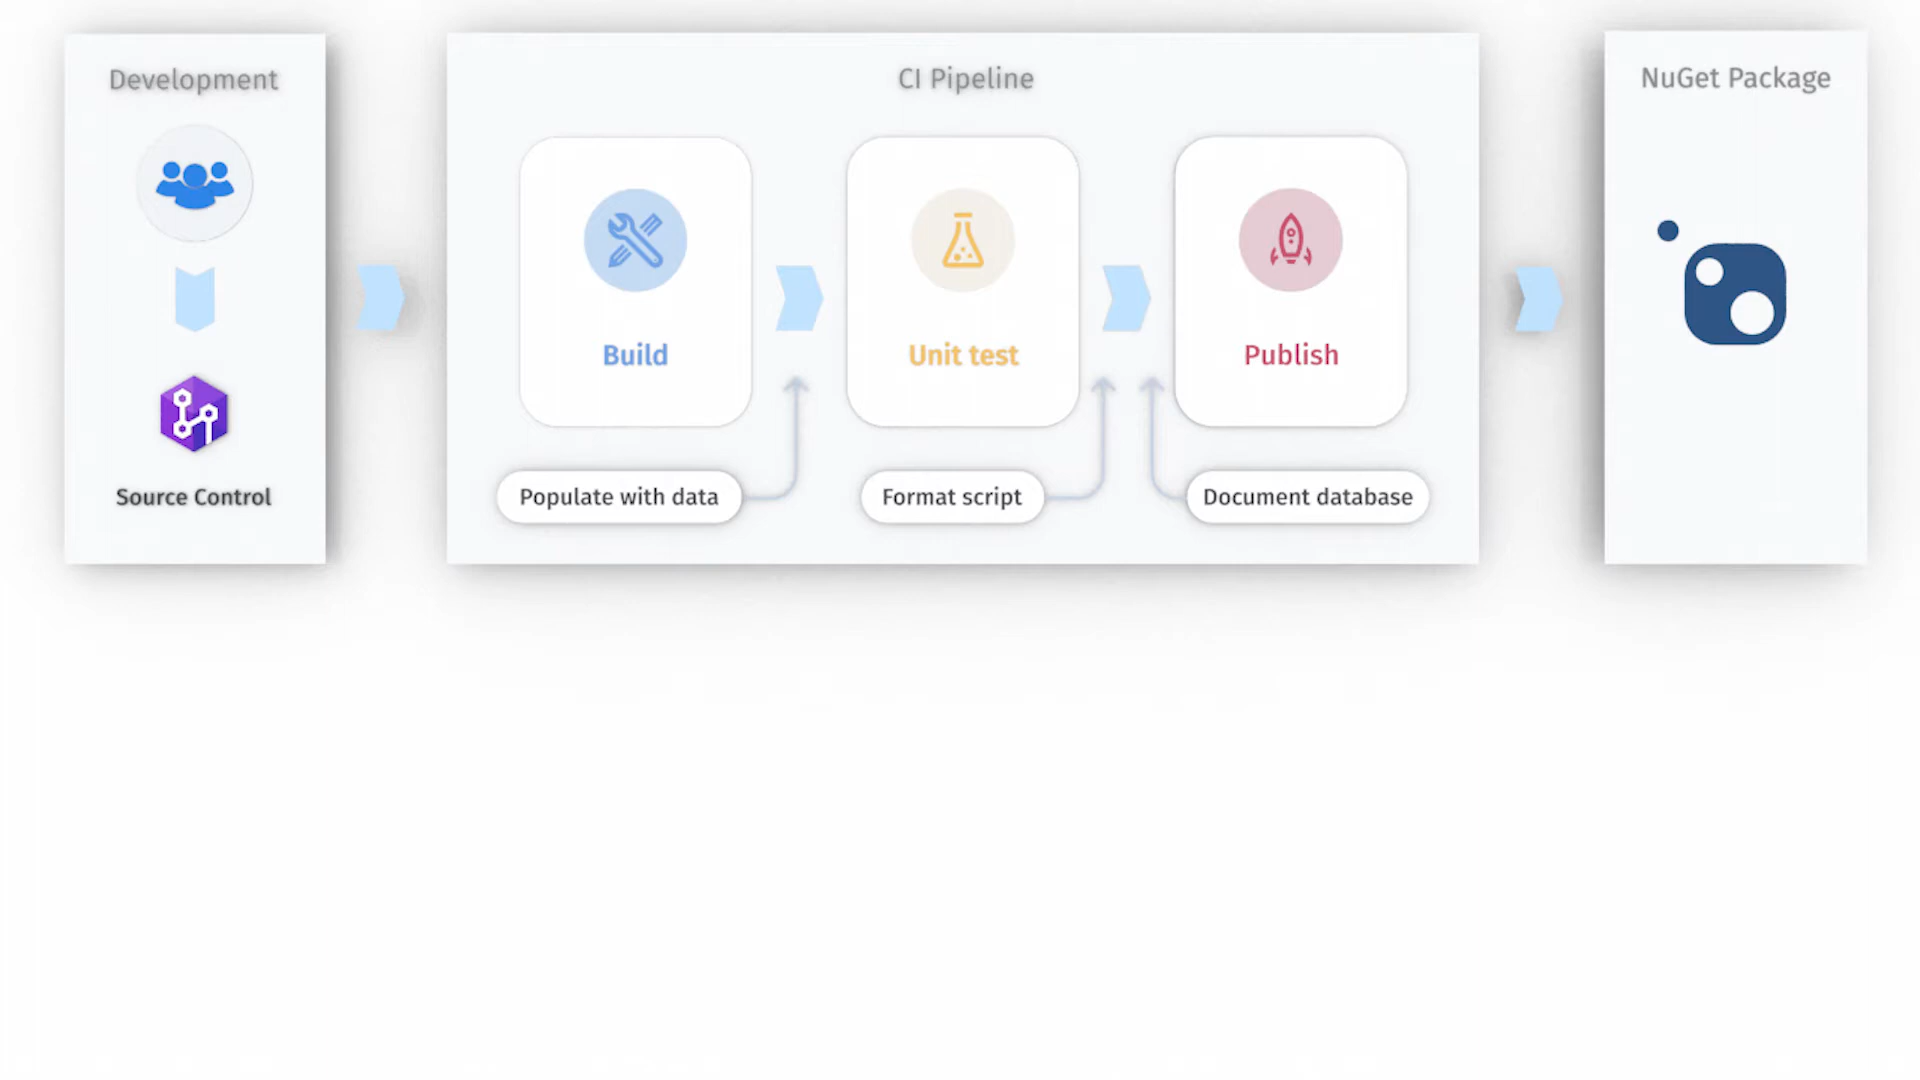 Development
Source Control
CI Pipeline
Build
Unit test
Publish
Populate with data
Format script
Document database
NuGet Package